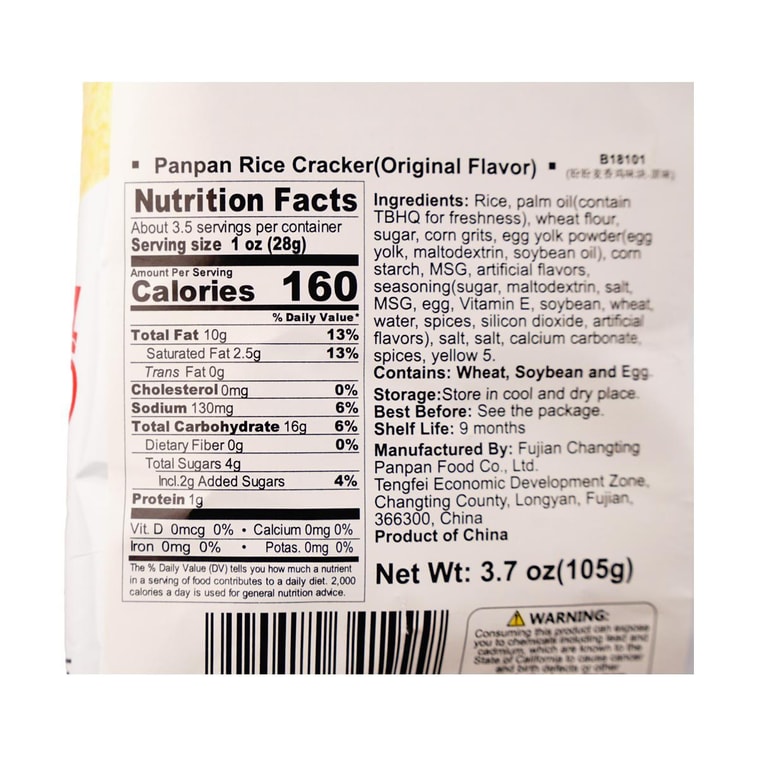 ▪ Panpan Rice Cracker(Original Flavor) ▪
B18101
Nutrition Facts
About 3.5 servings per container
Serving size 1 oz (28g)
Amount Per Serving
Calories 160
% Daily Value*
Total Fat 10g 13%
Saturated Fat 2.5g 13%
Trans Fat 0g
Cholesterol 0mg 0%
Sodium 130mg 6%
Total Carbohydrate 16g 6%
Dietary Fiber 0g 0%
Total Sugars 4g
Incl.2g Added Sugars 4%
Protein 1g
Vit. D 0mcg 0% • Calcium 0mg 0%
Iron 0mg 0% • Potas. 0mg 0%
The % Daily Value (DV) tells you how much a nutrient
in a serving of food contributes to a daily diet. 2,000
calories a day is used for general nutrition advice.
Ingredients: Rice, palm oil(contain
TBHQ for freshness), wheat flour,
sugar, corn grits, egg yolk powder(egg
yolk, maltodextrin, soybean oil), corn
starch, MSG, artificial flavors,
seasoning(sugar, maltodextrin, salt,
MSG, egg, Vitamin E, soybean, wheat,
water, spices, silicon dioxide, artificial
flavors), salt, salt, calcium carbonate,
spices, yellow 5.
Contains: Wheat, Soybean and Egg.
Storage:Store in cool and dry place.
Best Before: See the package.
Shelf Life: 9 months
Manufactured By: Fujian Changting
Panpan Food Co., Ltd.
Tengfei Economic Development Zone,
Changting County, Longyan, Fujian,
366300, China
Product of China
Net Wt: 3.7 oz(105g)
WARNING:
Consuming this product can expose
you to chemicals including lead and
cadmium, which are known to the
State of California to cause cancer
and birth defects or other